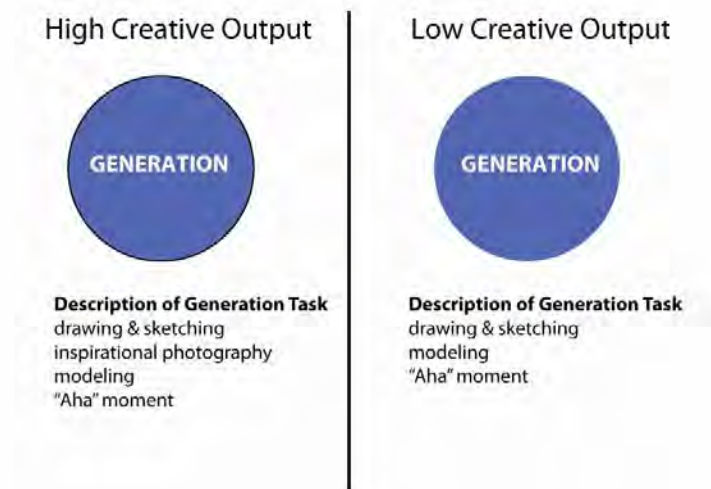 High Creative Output
GENERATION
Description of Generation Task
drawing & sketching
inspirational photography
modeling
"Aha" moment
Low Creative Output
GENERATION
Description of Generation Task
drawing & sketching
modeling
"Aha" moment